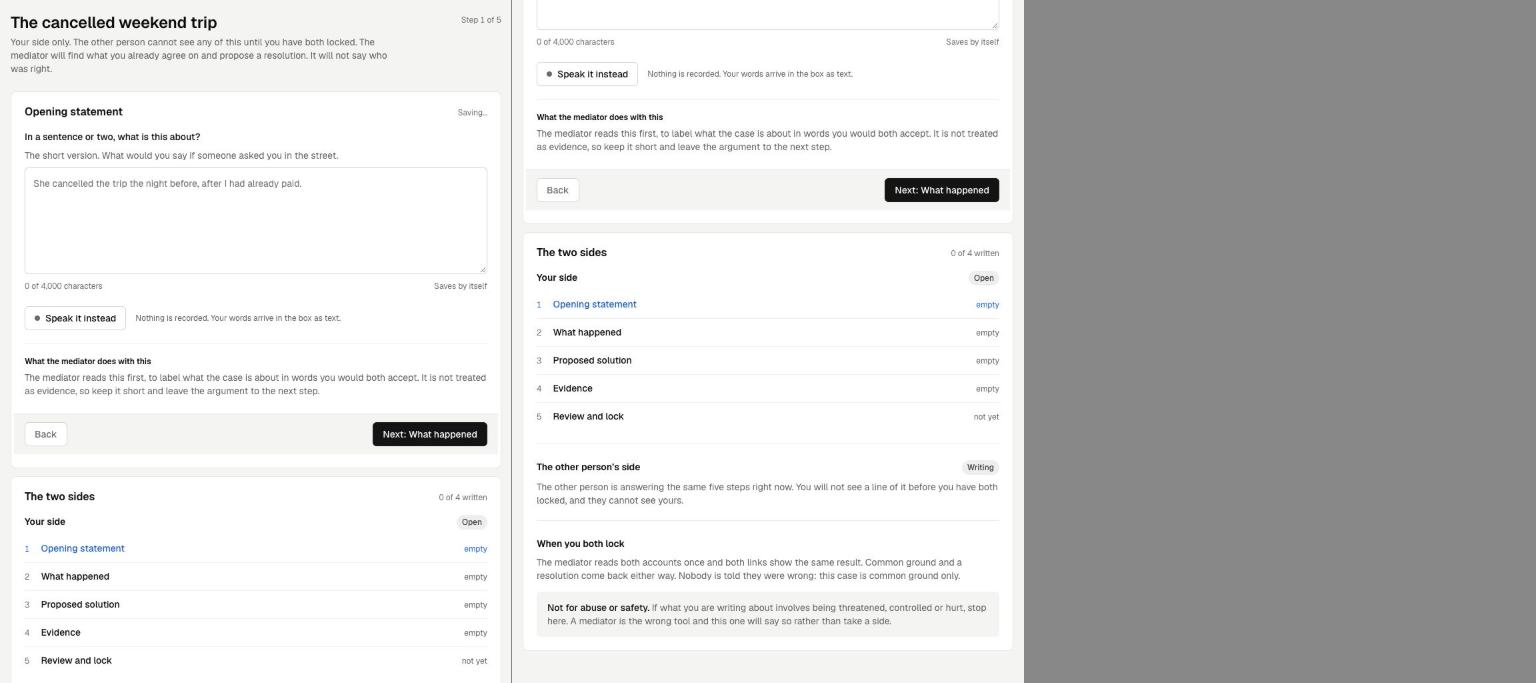 The cancelled weekend trip
Step 1 of 5
Your side only. The other person cannot see any of this until you have both locked. The
mediator will find what you already agree on and propose a resolution. It will not say who
was right.
Opening statement
Saving...
In a sentence or two, what is this about?
The short version. What would you say if someone asked you in the street.
She cancelled the trip the night before, after I had already paid.
0 of 4,000 characters
Saves by itself
Speak it instead
Nothing is recorded. Your words arrive in the box as text.
What the mediator does with this
The mediator reads this first, to label what the case is about in words you would both accept. It is not treated
as evidence, so keep it short and leave the argument to the next step.
Back
Next: What happened
The two sides
0 of 4 written
Your side
Open
1 Opening statement empty
2 What happened empty
3 Proposed solution empty
4 Evidence empty
5 Review and lock not yet
0 of 4,000 characters
Saves by itself
Speak it instead
Nothing is recorded. Your words arrive in the box as text.
What the mediator does with this
The mediator reads this first, to label what the case is about in words you would both accept. It is not treated
as evidence, so keep it short and leave the argument to the next step.
Back
Next: What happened
The two sides
0 of 4 written
Your side
Open
1 Opening statement empty
2 What happened empty
3 Proposed solution empty
4 Evidence empty
5 Review and lock not yet
The other person's side
Writing
The other person is answering the same five steps right now. You will not see a line of it before you have both
locked, and they cannot see yours.
When you both lock
The mediator reads both accounts once and both links show the same result. Common ground and a
resolution come back either way. Nobody is told they were wrong: this case is common ground only.
Not for abuse or safety. If what you are writing about involves being threatened, controlled or hurt, stop
here. A mediator is the wrong tool and this one will say so rather than take a side.